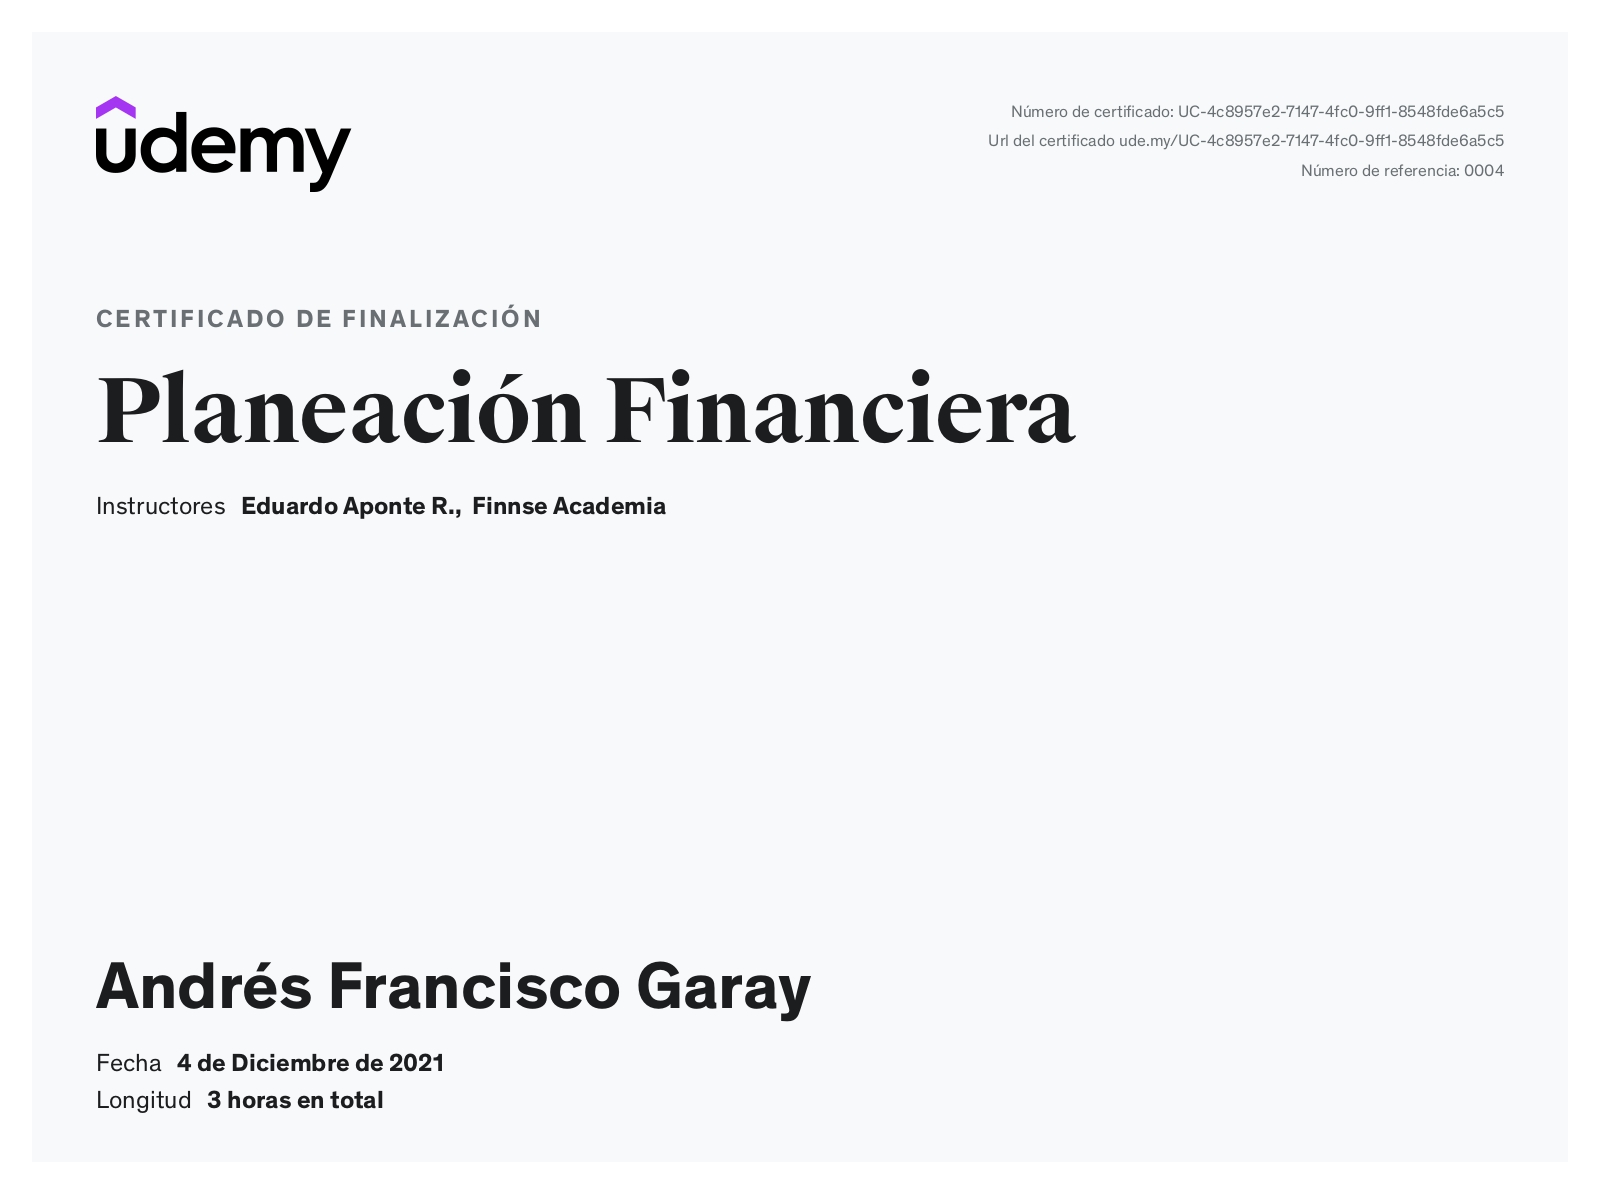 udemy
Número de certificado: UC-4c8957e2-7147-4fc0-9ff1-8548fde6a5c5
Url del certificado ude.my/UC-4c8957e2-7147-4fc0-9ff1-8548fde6a5c5
Número de referencia: 0004
CERTIFICADO DE FINALIZACIÓN
Planeación Financiera
Instructores Eduardo Aponte R., Finnse Academia
Andrés Francisco Garay
Fecha 4 de Diciembre de 2021
Longitud 3 horas en total